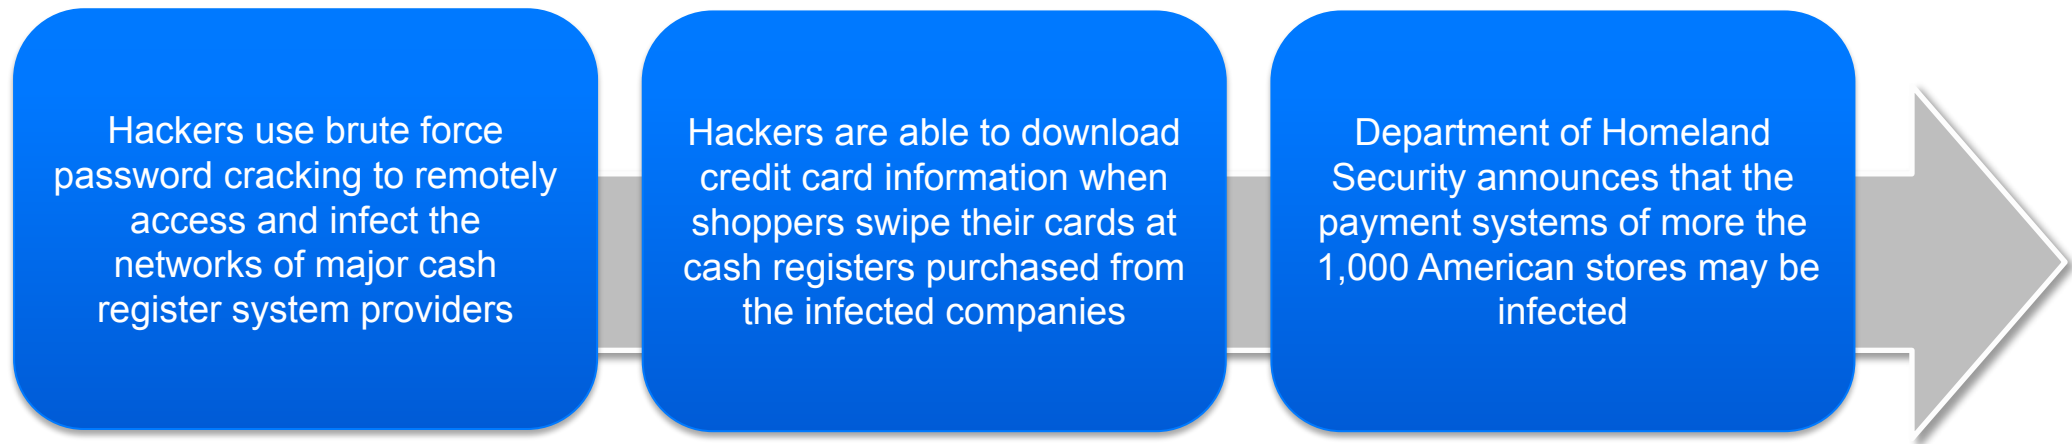 Hackers use brute force
password cracking to remotely
access and infect the
networks of major cash
register system providers
Hackers are able to download
credit card information when
shoppers swipe their cards at
cash registers purchased from
the infected companies
Department of Homeland
Security announces that the
payment systems of more the
1,000 American stores may be
infected